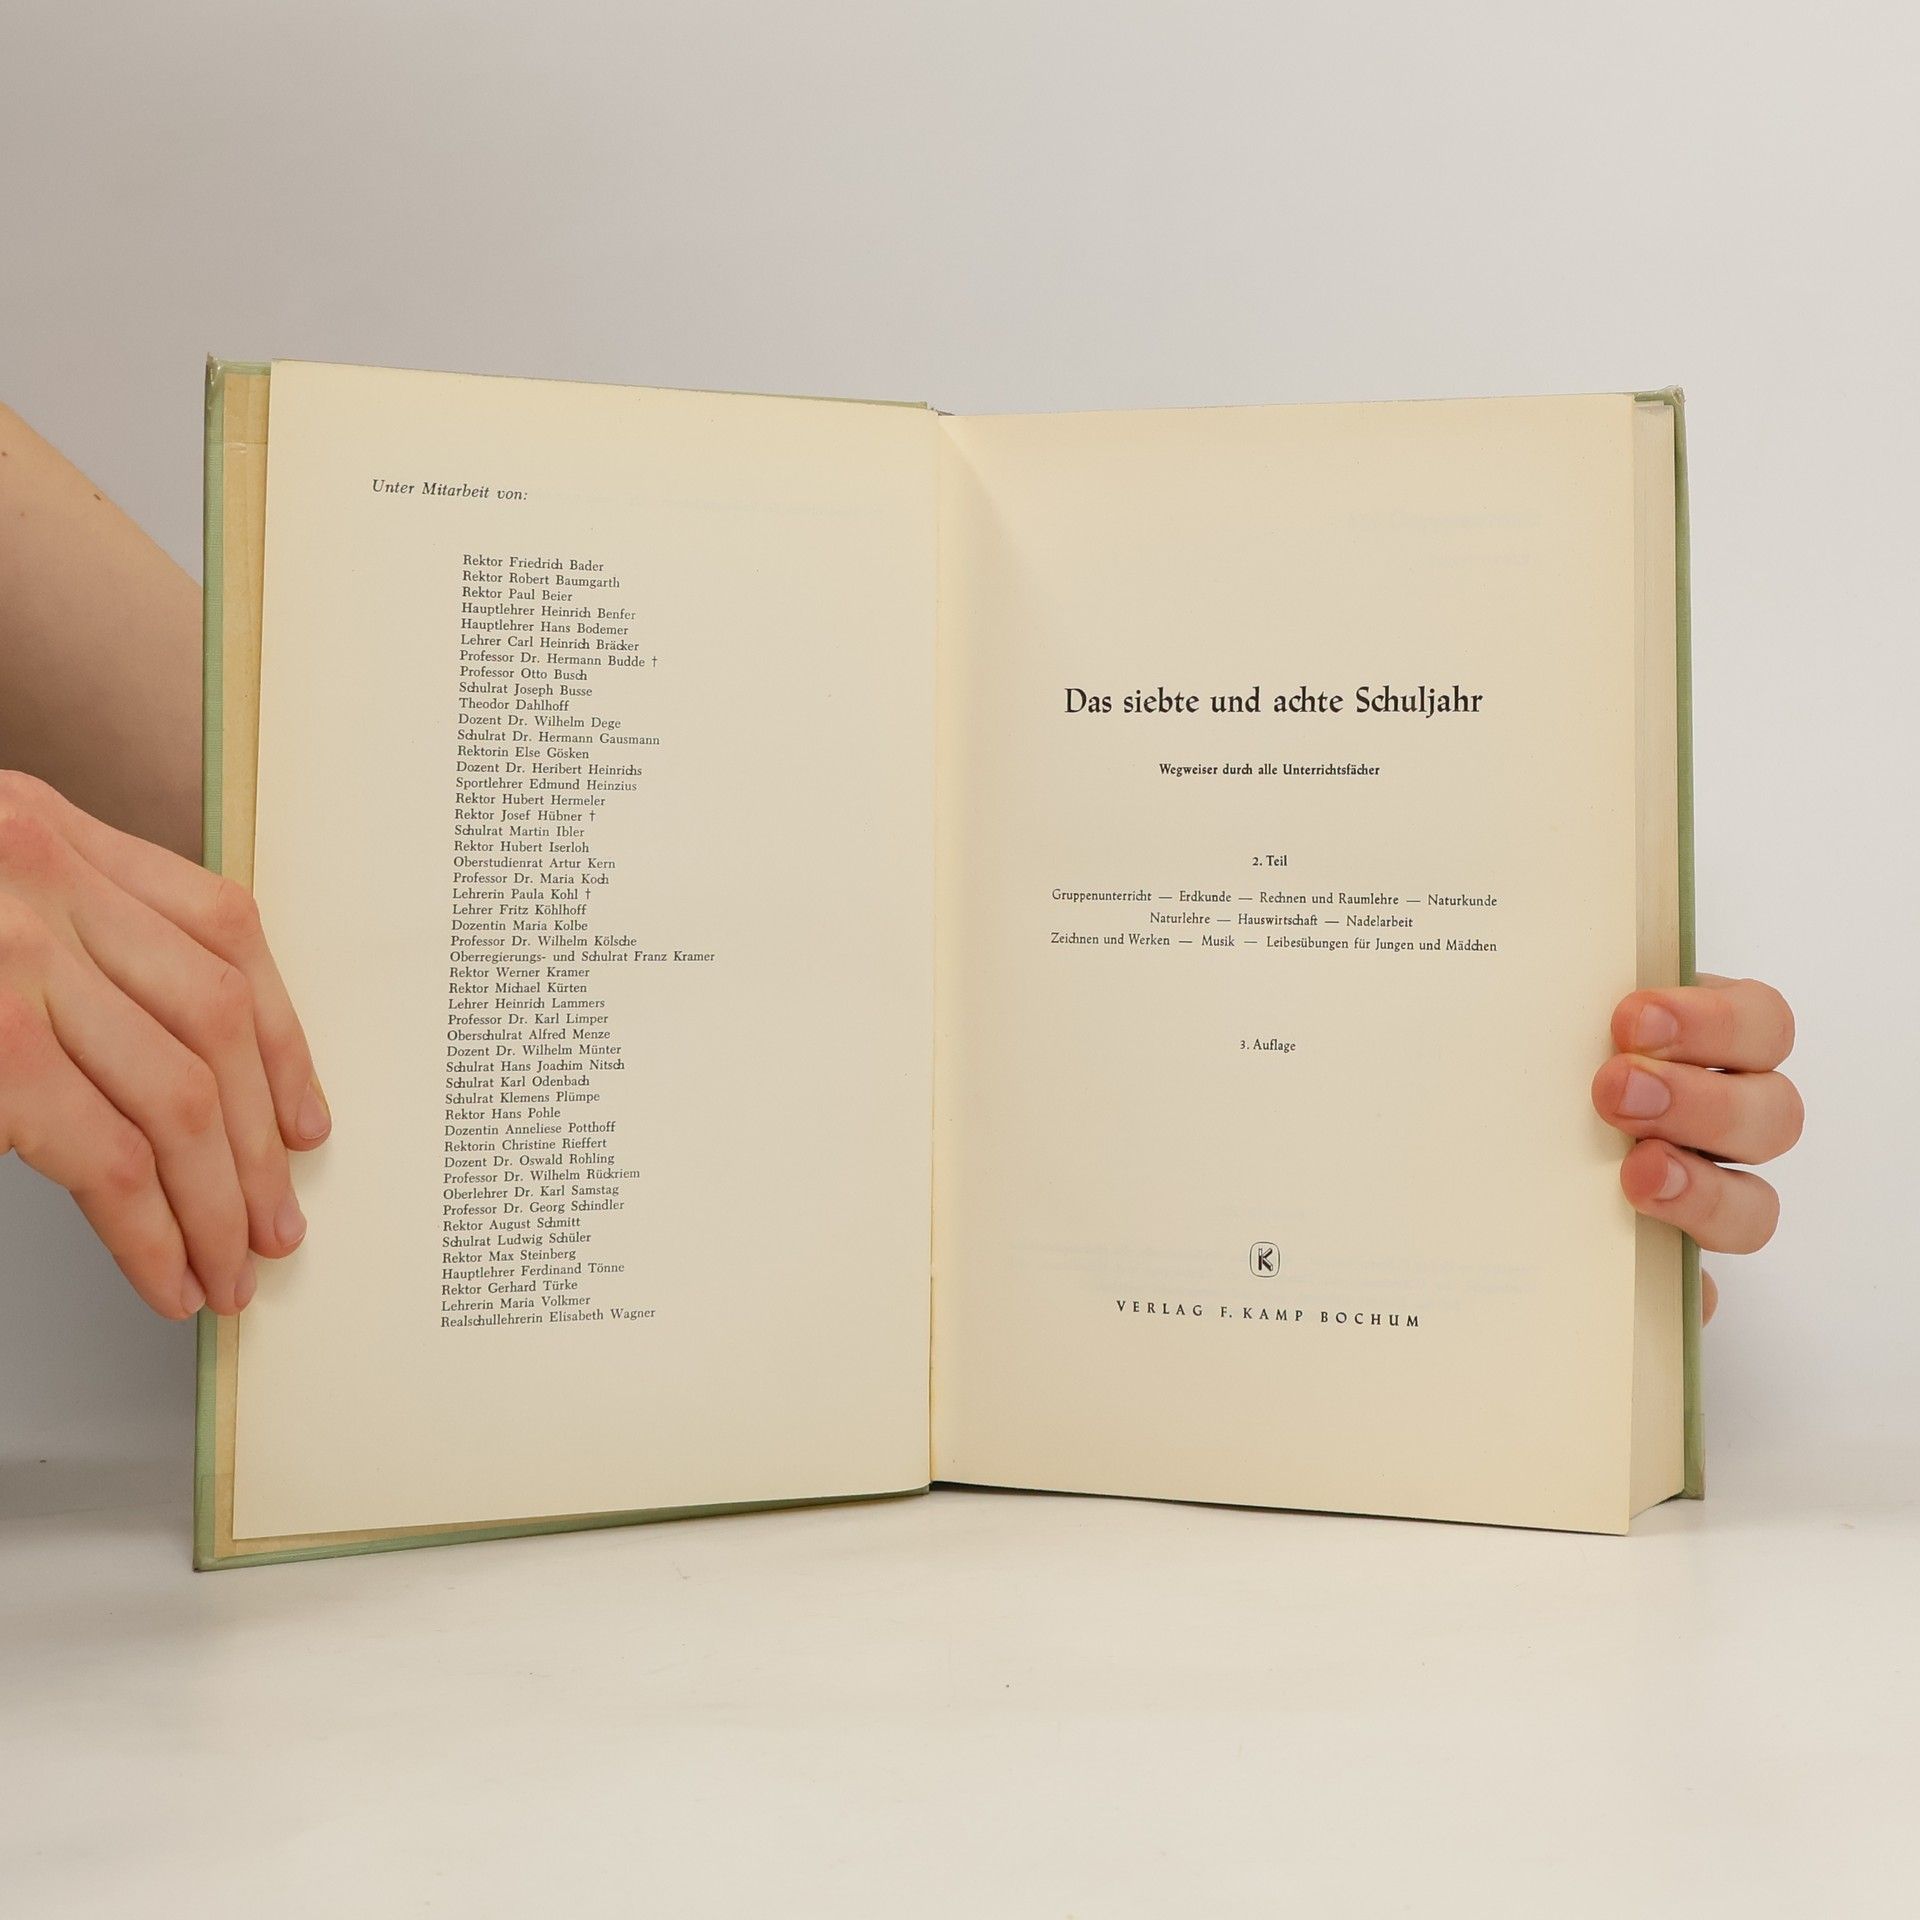 Unter Mitarbeit von:
Rektor Friedrich Bader
Rektor Robert Baumgarth
Rektor Paul Beier
Hauptlehrer Heinrich Benfer
Hauptlehrer Hans Bodemer
Lehrer Carl Heinrich Bräcker
Professor Dr. Hermann Budde †
Professor Otto Busch
Schulrat Joseph Busse
Theodor Dahlhoff
Dozent Dr. Wilhelm Dege
Schulrat Dr. Hermann Gausmann
Rektorin Else Gösken
Dozent Dr. Heribert Heinrichs
Sportlehrer Edmund Heinzius
Rektor Hubert Hermeler
Rektor Josef Hübner †
Schulrat Martin Ibler
Rektor Hubert Iserloh
Oberstudienrat Artur Kern
Professor Dr. Maria Koch
Lehrerin Paula Kohl †
Lehrer Fritz Köhlhoff
Dozentin Maria Kolbe
Professor Dr. Wilhelm Kölsche
Oberregierungs- und Schulrat Franz Kramer
Rektor Werner Kramer
Rektor Michael Kürten
Lehrer Heinrich Lammers
Professor Dr. Karl Limper
Oberschulrat Alfred Menze
Dozent Dr. Wilhelm Münter
Schulrat Hans Joachim Nitsch
Schulrat Karl Odenbach
Schulrat Klemens Plümpe
Rektor Hans Pohle
Dozentin Anneliese Potthoff
Rektorin Christine Rieffert
Dozent Dr. Oswald Rohling
Professor Dr. Wilhelm Rückriem
Oberlehrer Dr. Karl Samstag
Professor Dr. Georg Schindler
Rektor August Schmitt
Schulrat Ludwig Schüler
Rektor Max Steinberg
Hauptlehrer Ferdinand Tönne
Rektor Gerhard Türke
Lehrerin Maria Volkmer
Realschullehrerin Elisabeth Wagner
Das siebte und achte Schuljahr
Wegweiser durch alle Unterrichtsfächer
2. Teil
Gruppenunterricht — Erdkunde — Rechnen und Raumlehre — Naturkunde
Naturlehre — Hauswirtschaft — Nadelarbeit
Zeichnen und Werken — Musik — Leibesübungen für Jungen und Mädchen
3. Auflage
K
VERLAG F. KAMP BOCHUM